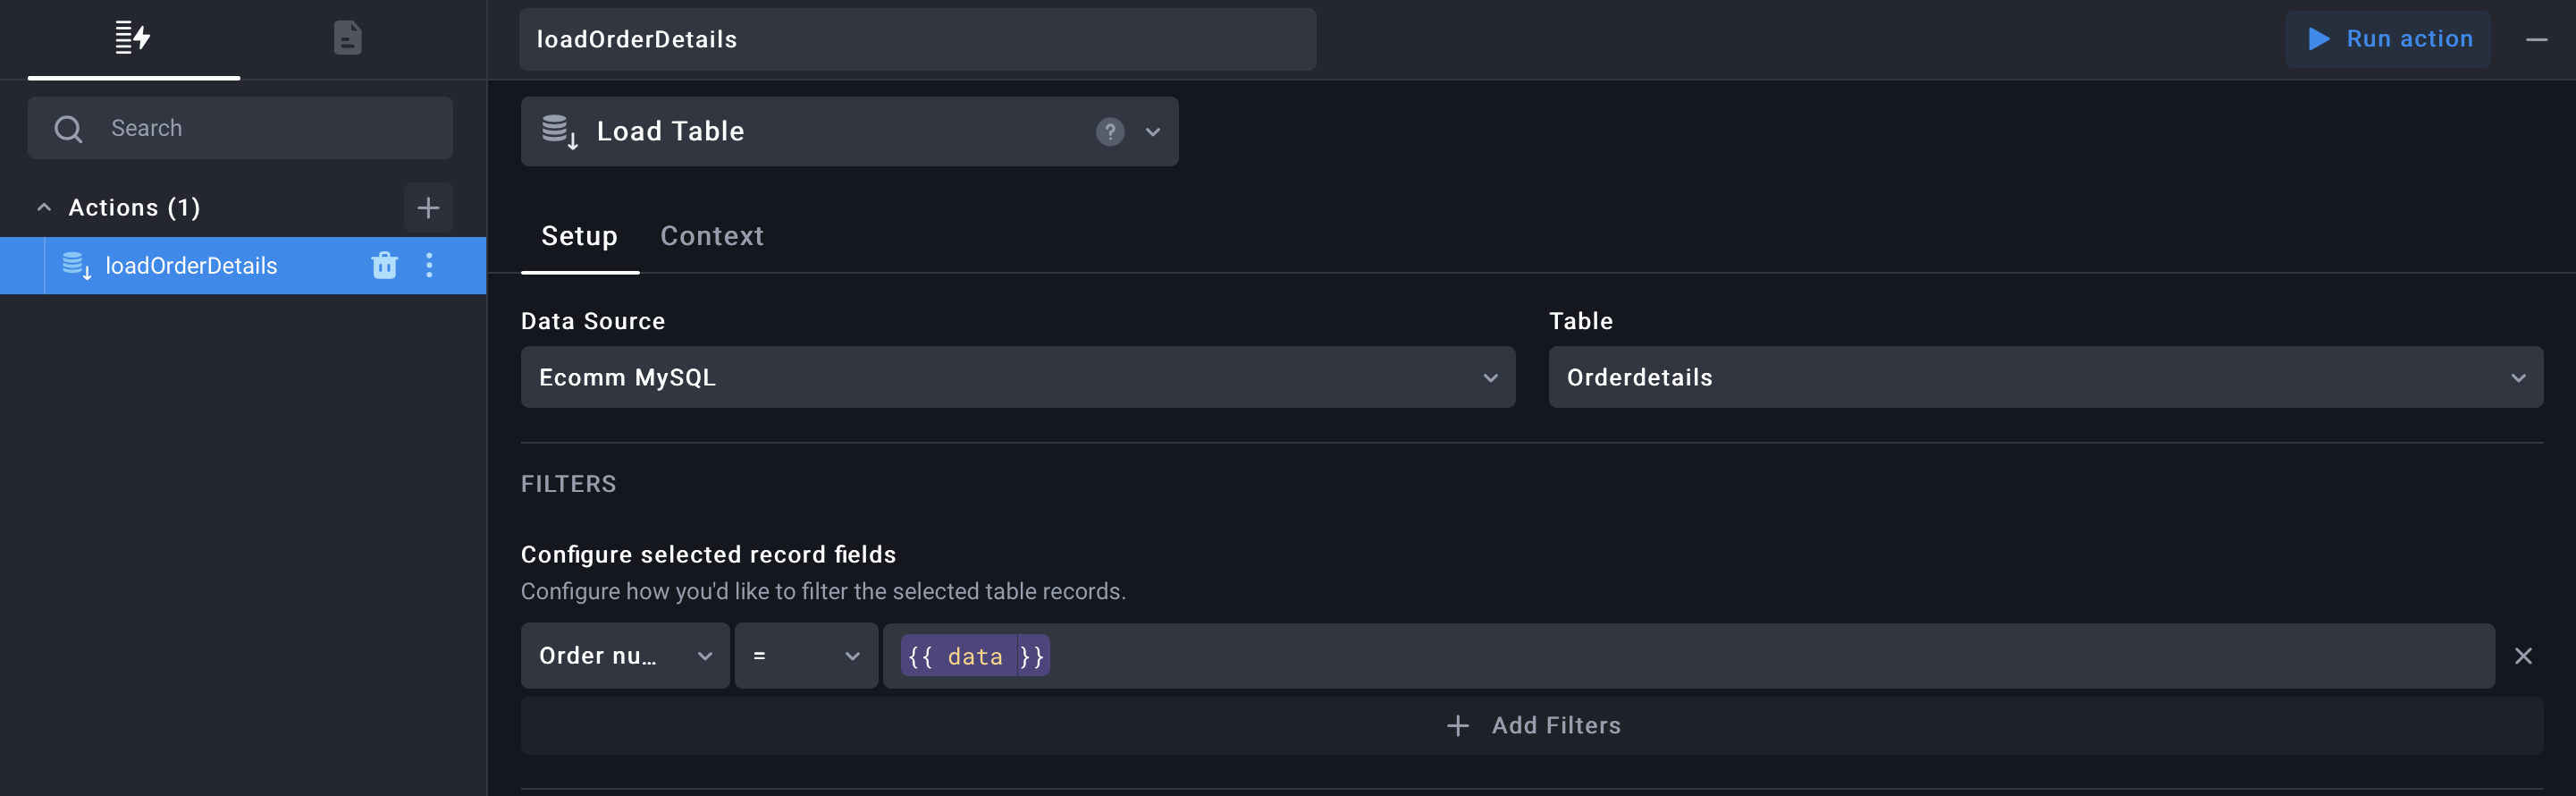 loadOrderDetails
Run action
Search
Load Table
?
Actions (1)
loadOrderDetails
Setup Context
Data Source
Table
Ecomm MySQL
Orderdetails
FILTERS
Configure selected record fields
Configure how you'd like to filter the selected table records.
Order nu...
=
{{ data }}
Add Filters